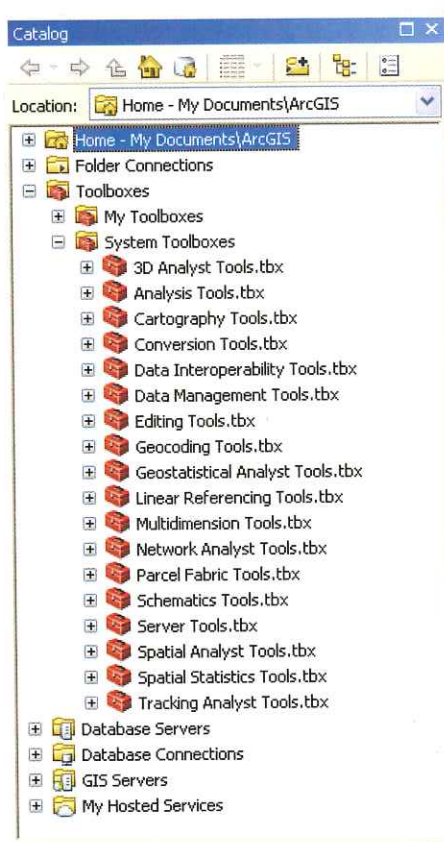 Catalog
Location: Home - My Documents\ArcGIS
Home - My Documents\ArcGIS
Folder Connections
Toolboxes
My Toolboxes
System Toolboxes
3D Analyst Tools.tbx
Analysis Tools.tbx
Cartography Tools.tbx
Conversion Tools.tbx
Data Interoperability Tools.tbx
Data Management Tools.tbx
Editing Tools.tbx
Geocoding Tools.tbx
Geostatistical Analyst Tools.tbx
Linear Referencing Tools.tbx
Multidimension Tools.tbx
Network Analyst Tools.tbx
Parcel Fabric Tools.tbx
Schematics Tools.tbx
Server Tools.tbx
Spatial Analyst Tools.tbx
Spatial Statistics Tools.tbx
Tracking Analyst Tools.tbx
Database Servers
Database Connections
GIS Servers
My Hosted Services